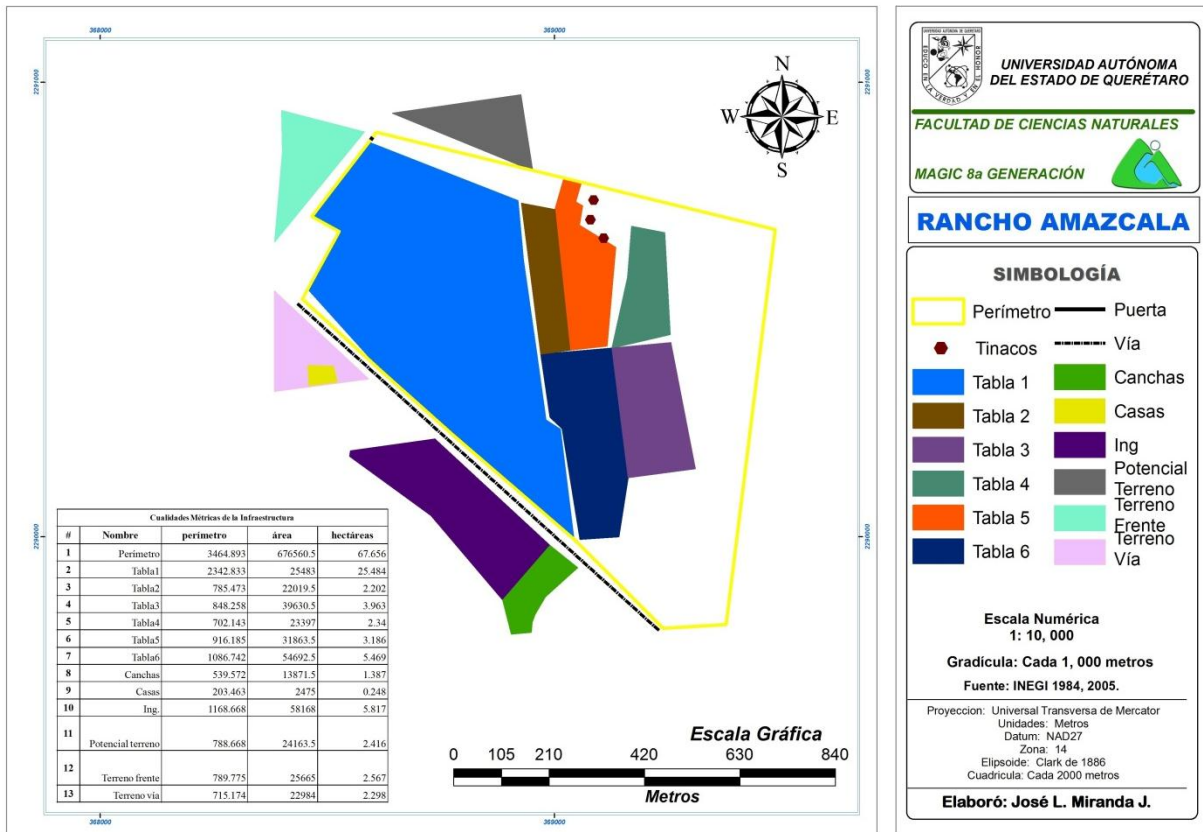 368000
369000
2291000
2291000
N
W
E
S
2290000
2290000
Cualidades Métricas de la Infraestructura
# Nombre perímetro área hectáreas
1 Perímetro 3464.893 676560.5 67.656
2 Tabla1 2342.833 25483 25.484
3 Tabla2 785.473 22019.5 2.202
4 Tabla3 848.258 39630.5 3.963
5 Tabla4 702.143 23397 2.34
6 Tabla5 916.185 31863.5 3.186
7 Tabla6 1086.742 54692.5 5.469
8 Canchas 539.572 13871.5 1.387
9 Casas 203.463 2475 0.248
10 Ing. 1168.668 58168 5.817
11 Potencial terreno 788.668 24163.5 2.416
12 Terreno frente 789.775 25665 2.567
13 Terreno vía 715.174 22984 2.298
Escala Gráfica
0 105 210 420 630 840
Metros
368000
369000
UNIVERSIDAD AUTÓNOMA
DEL ESTADO DE QUERÉTARO
FACULTAD DE CIENCIAS NATURALES
MAGIC 8a GENERACIÓN
RANCHO AMAZCALA
SIMBOLOGÍA
Perímetro Puerta
Tinacos Vía
Tabla 1 Canchas
Tabla 2 Casas
Tabla 3 Ing
Tabla 4 Potencial
Terreno
Tabla 5 Terreno
Frente
Tabla 6 Terreno
Vía
Escala Numérica
1: 10, 000
Gradícula: Cada 1, 000 metros
Fuente: INEGI 1984, 2005.
Proyeccion: Universal Transversa de Mercator
Unidades: Metros
Datum: NAD27
Zona: 14
Elipsoide: Clark de 1886
Cuadricula: Cada 2000 metros
Elaboró: José L. Miranda J.